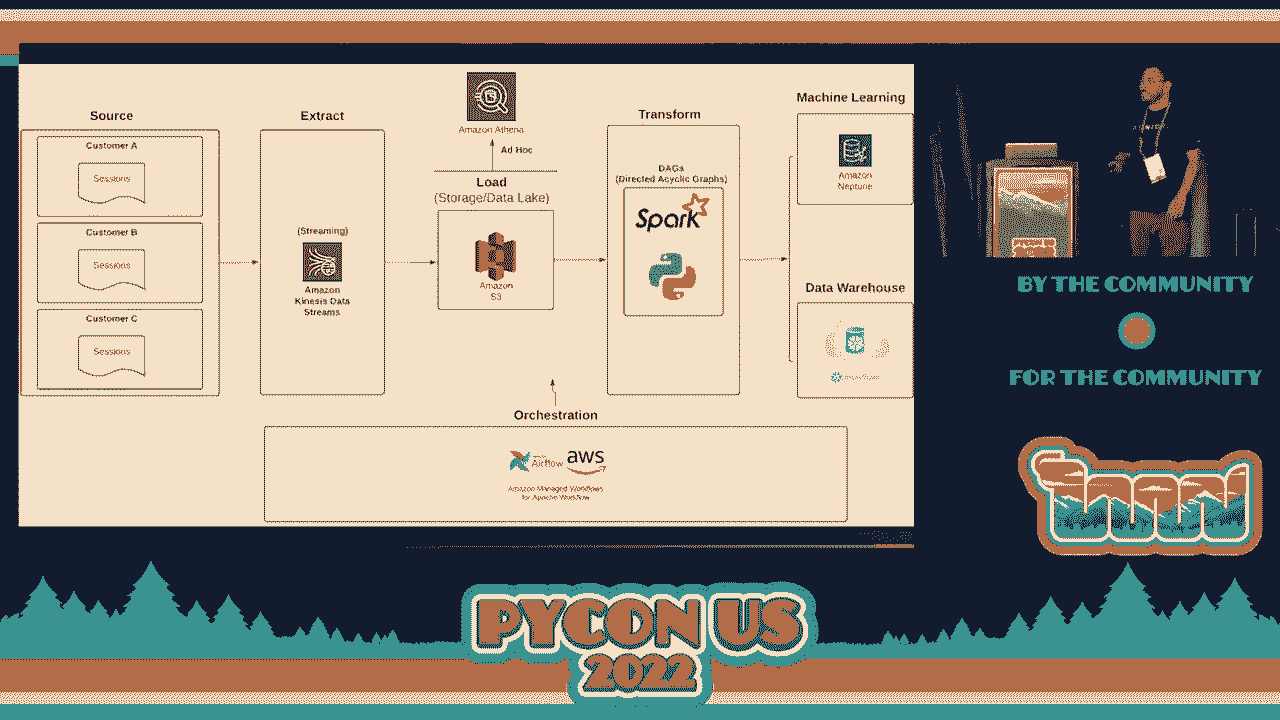 Source
Customer A
Sessions
Customer B
Sessions
Customer C
Sessions
Extract
(Streaming)
Amazon
Kinesis Data
Streams
Amazon Athena
Ad Hoc
Load
(Storage/Data Lake)
Amazon
S3
Transform
DAGs
(Directed Acyclic Graphs)
Spark
Machine Learning
Amazon
Neptune
Data Warehouse
Orchestration
Airflow
aws
Amazon Managed Workflows
for Apache Workflow
BY THE COMMUNITY
FOR THE COMMUNITY
PYCON US
2022